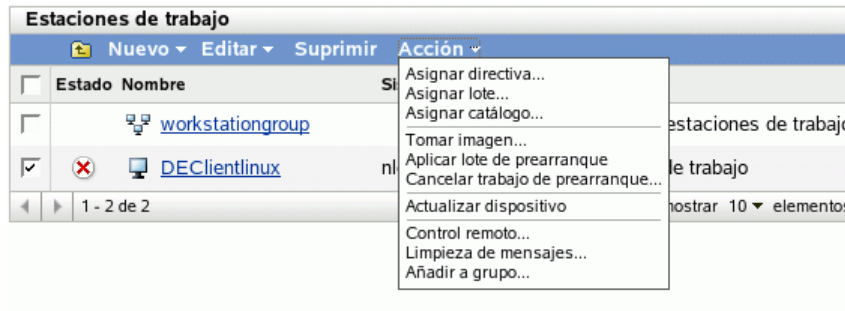 Estaciones de trabajo
Nuevo Editar Suprimir Acción
Estado Nombre
Asignar directiva...
Asignar lote...
Asignar catálogo...
workstationgroup
estaciones de trabajo
Tomar imagen...
Aplicar lote de prearranque
Cancelar trabajo de prearranque...
DEClientlinux
de trabajo
1 - 2 de 2
Actualizar dispositivo
mostrar 10 elementos
Control remoto...
Limpieza de mensajes...
Añadir a grupo...